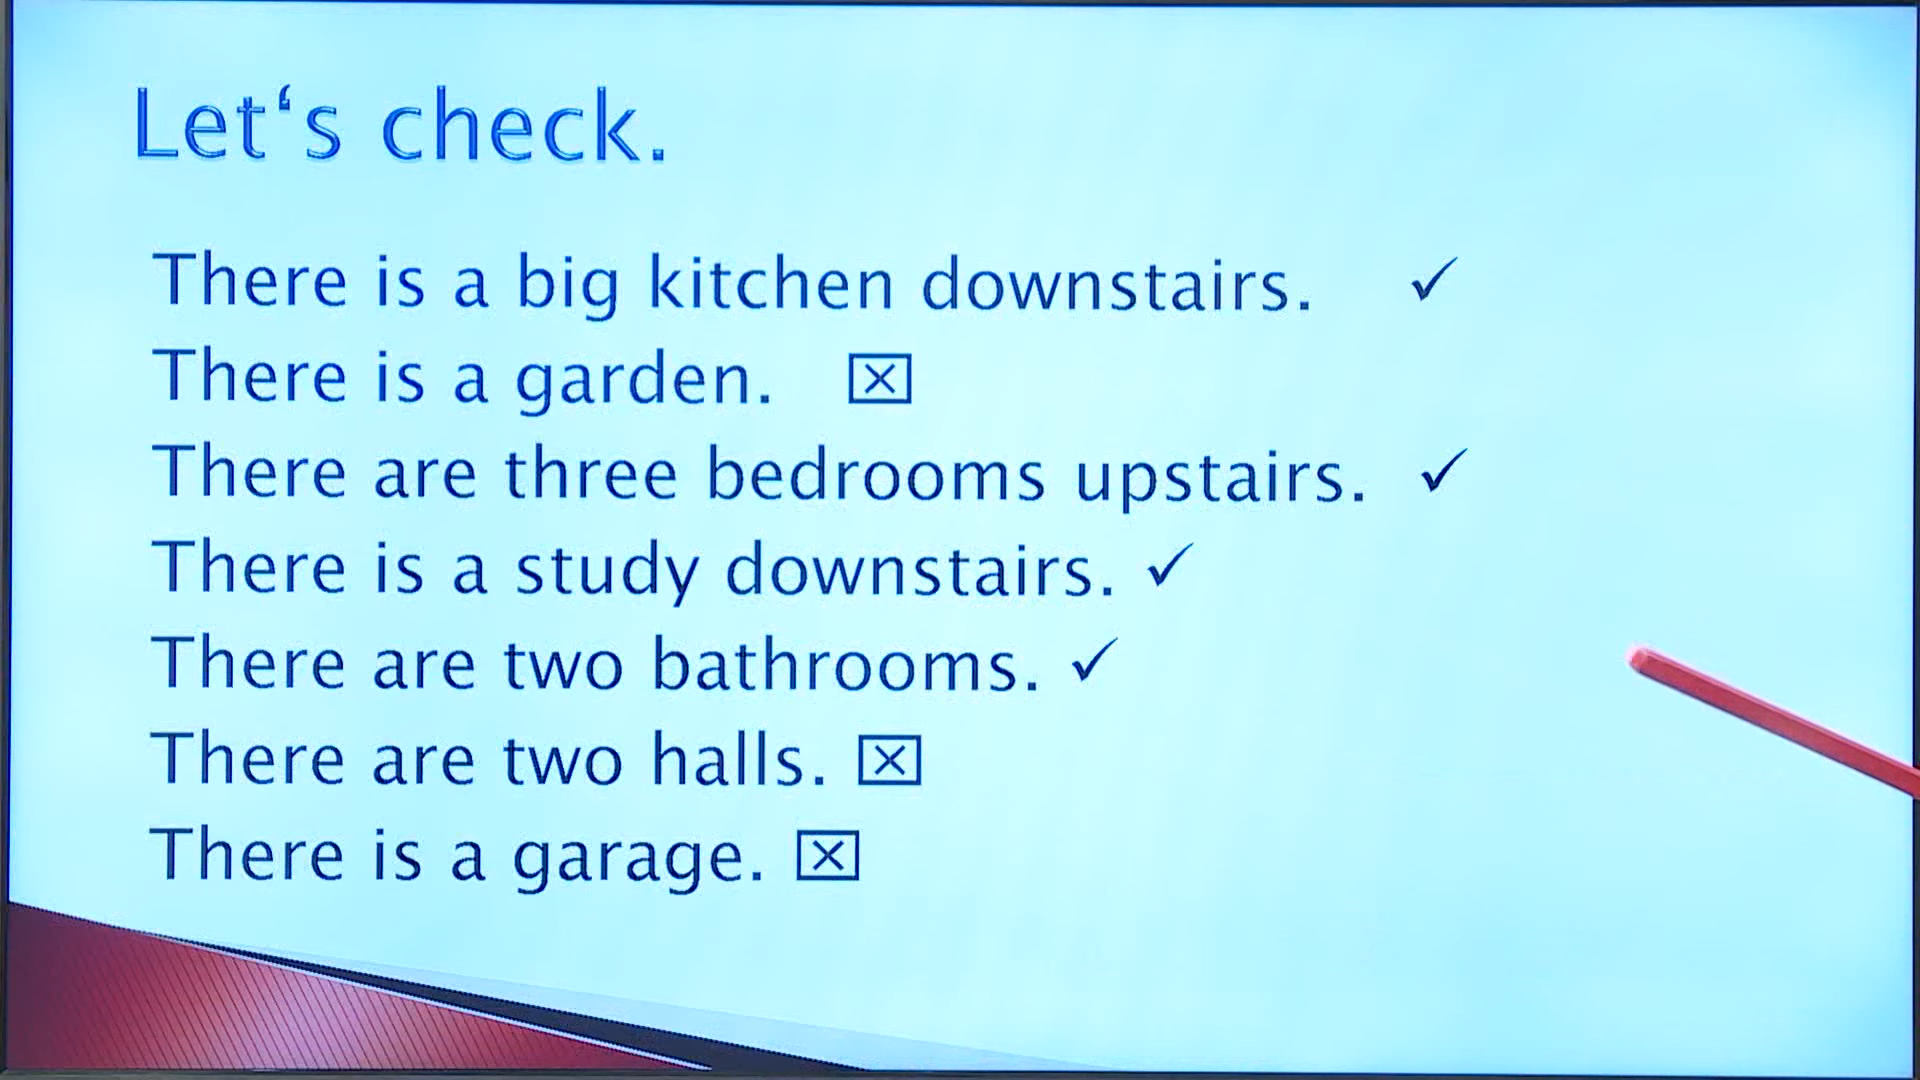 Let‘s check.
There is a big kitchen downstairs. ✓
There is a garden. ☒
There are three bedrooms upstairs. ✓
There is a study downstairs. ✓
There are two bathrooms. ✓
There are two halls. ☒
There is a garage. ☒